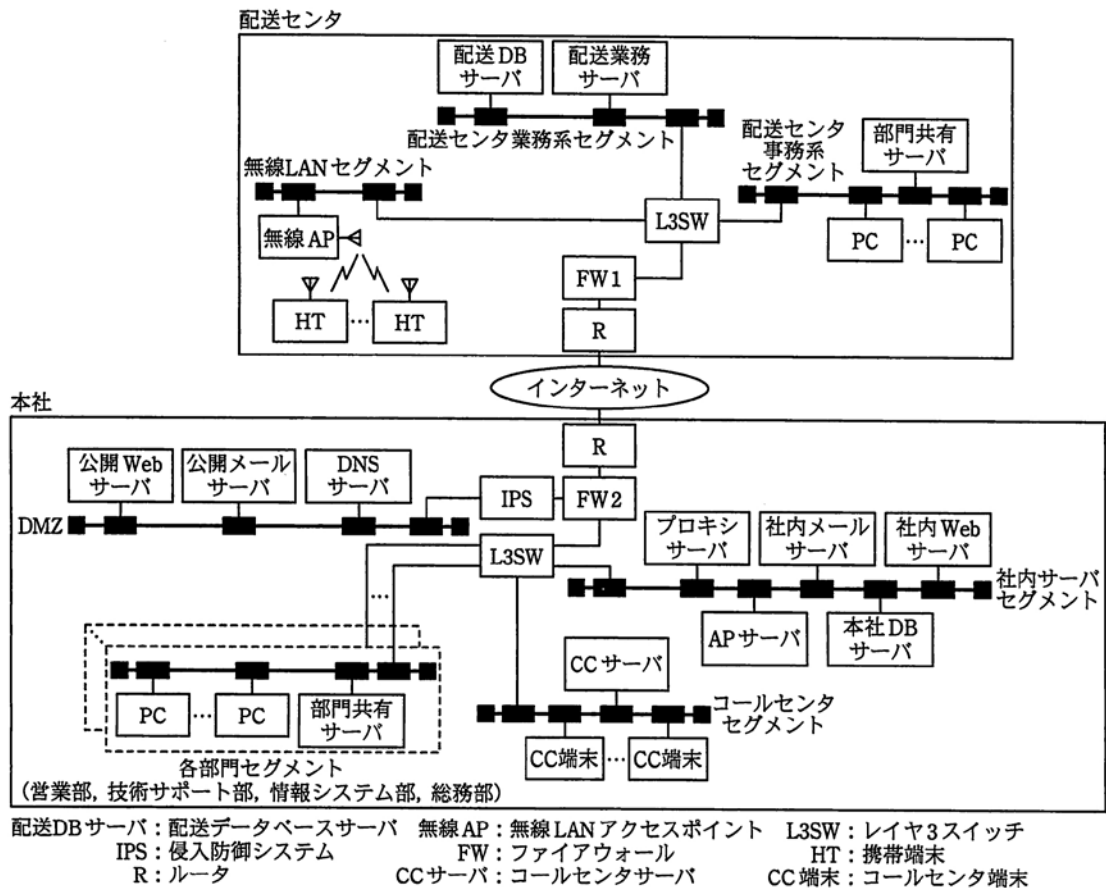 配送センタ
配送DB
サーバ
配送業務
サーバ
配送センタ業務系セグメント
配送センタ
事務系
セグメント
部門共有
サーバ
無線LANセグメント
無線AP
L3SW
PC
…
PC
HT
…
HT
FW1
R
インターネット
本社
R
公開Web
サーバ
公開メール
サーバ
DNS
サーバ
IPS
FW2
DMZ
L3SW
プロキシ
サーバ
社内メール
サーバ
社内Web
サーバ
社内サーバ
セグメント
APサーバ
本社DB
サーバ
…
CCサーバ
PC
…
PC
部門共有
サーバ
コールセンタ
セグメント
CC端末
…
CC端末
各部門セグメント
（営業部, 技術サポート部, 情報システム部, 総務部）
配送DBサーバ：配送データベースサーバ 無線AP：無線LANアクセスポイント L3SW：レイヤ3スイッチ
IPS：侵入防御システム FW：ファイアウォール HT：携帯端末
R：ルータ CCサーバ：コールセンタサーバ CC端末：コールセンタ端末